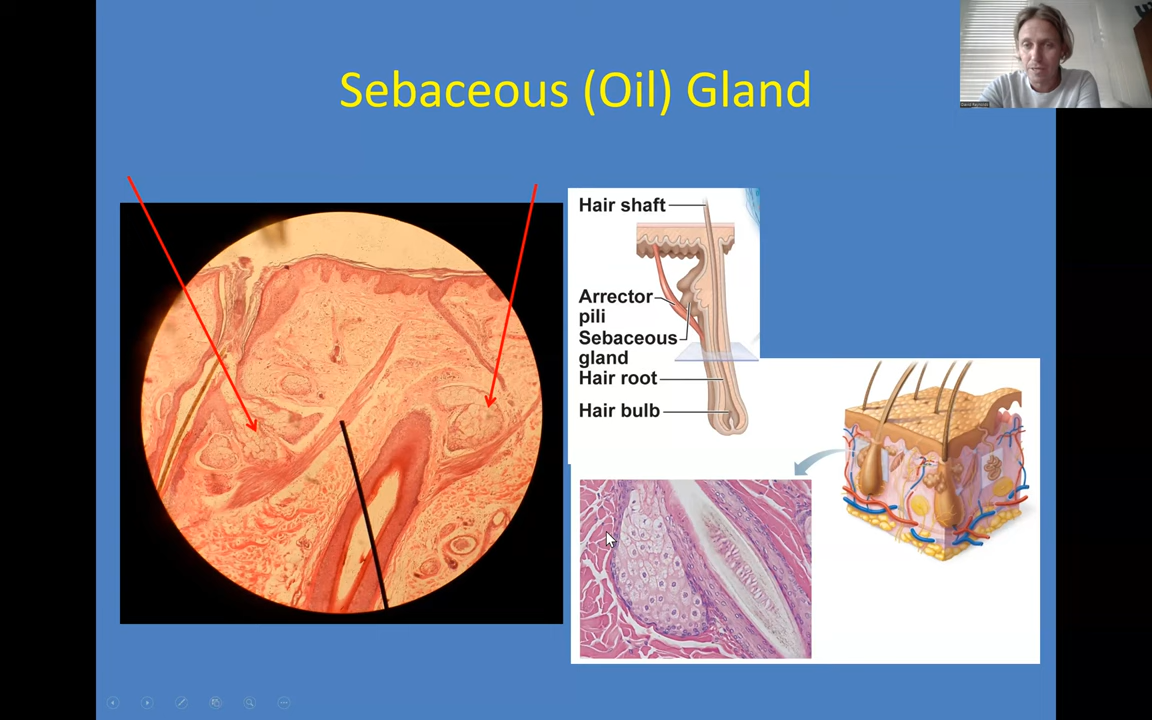 Sebaceous (Oil) Gland
Hair shaft
Arrector
pili
Sebaceous
gland
Hair root
Hair bulb